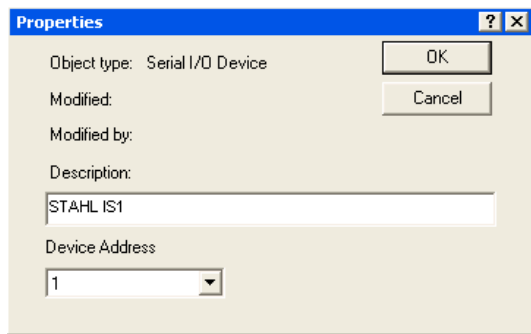 Properties
Object type: Serial I/O Device
OK
Modified:
Cancel
Modified by:
Description:
STAHL IS1
Device Address
1